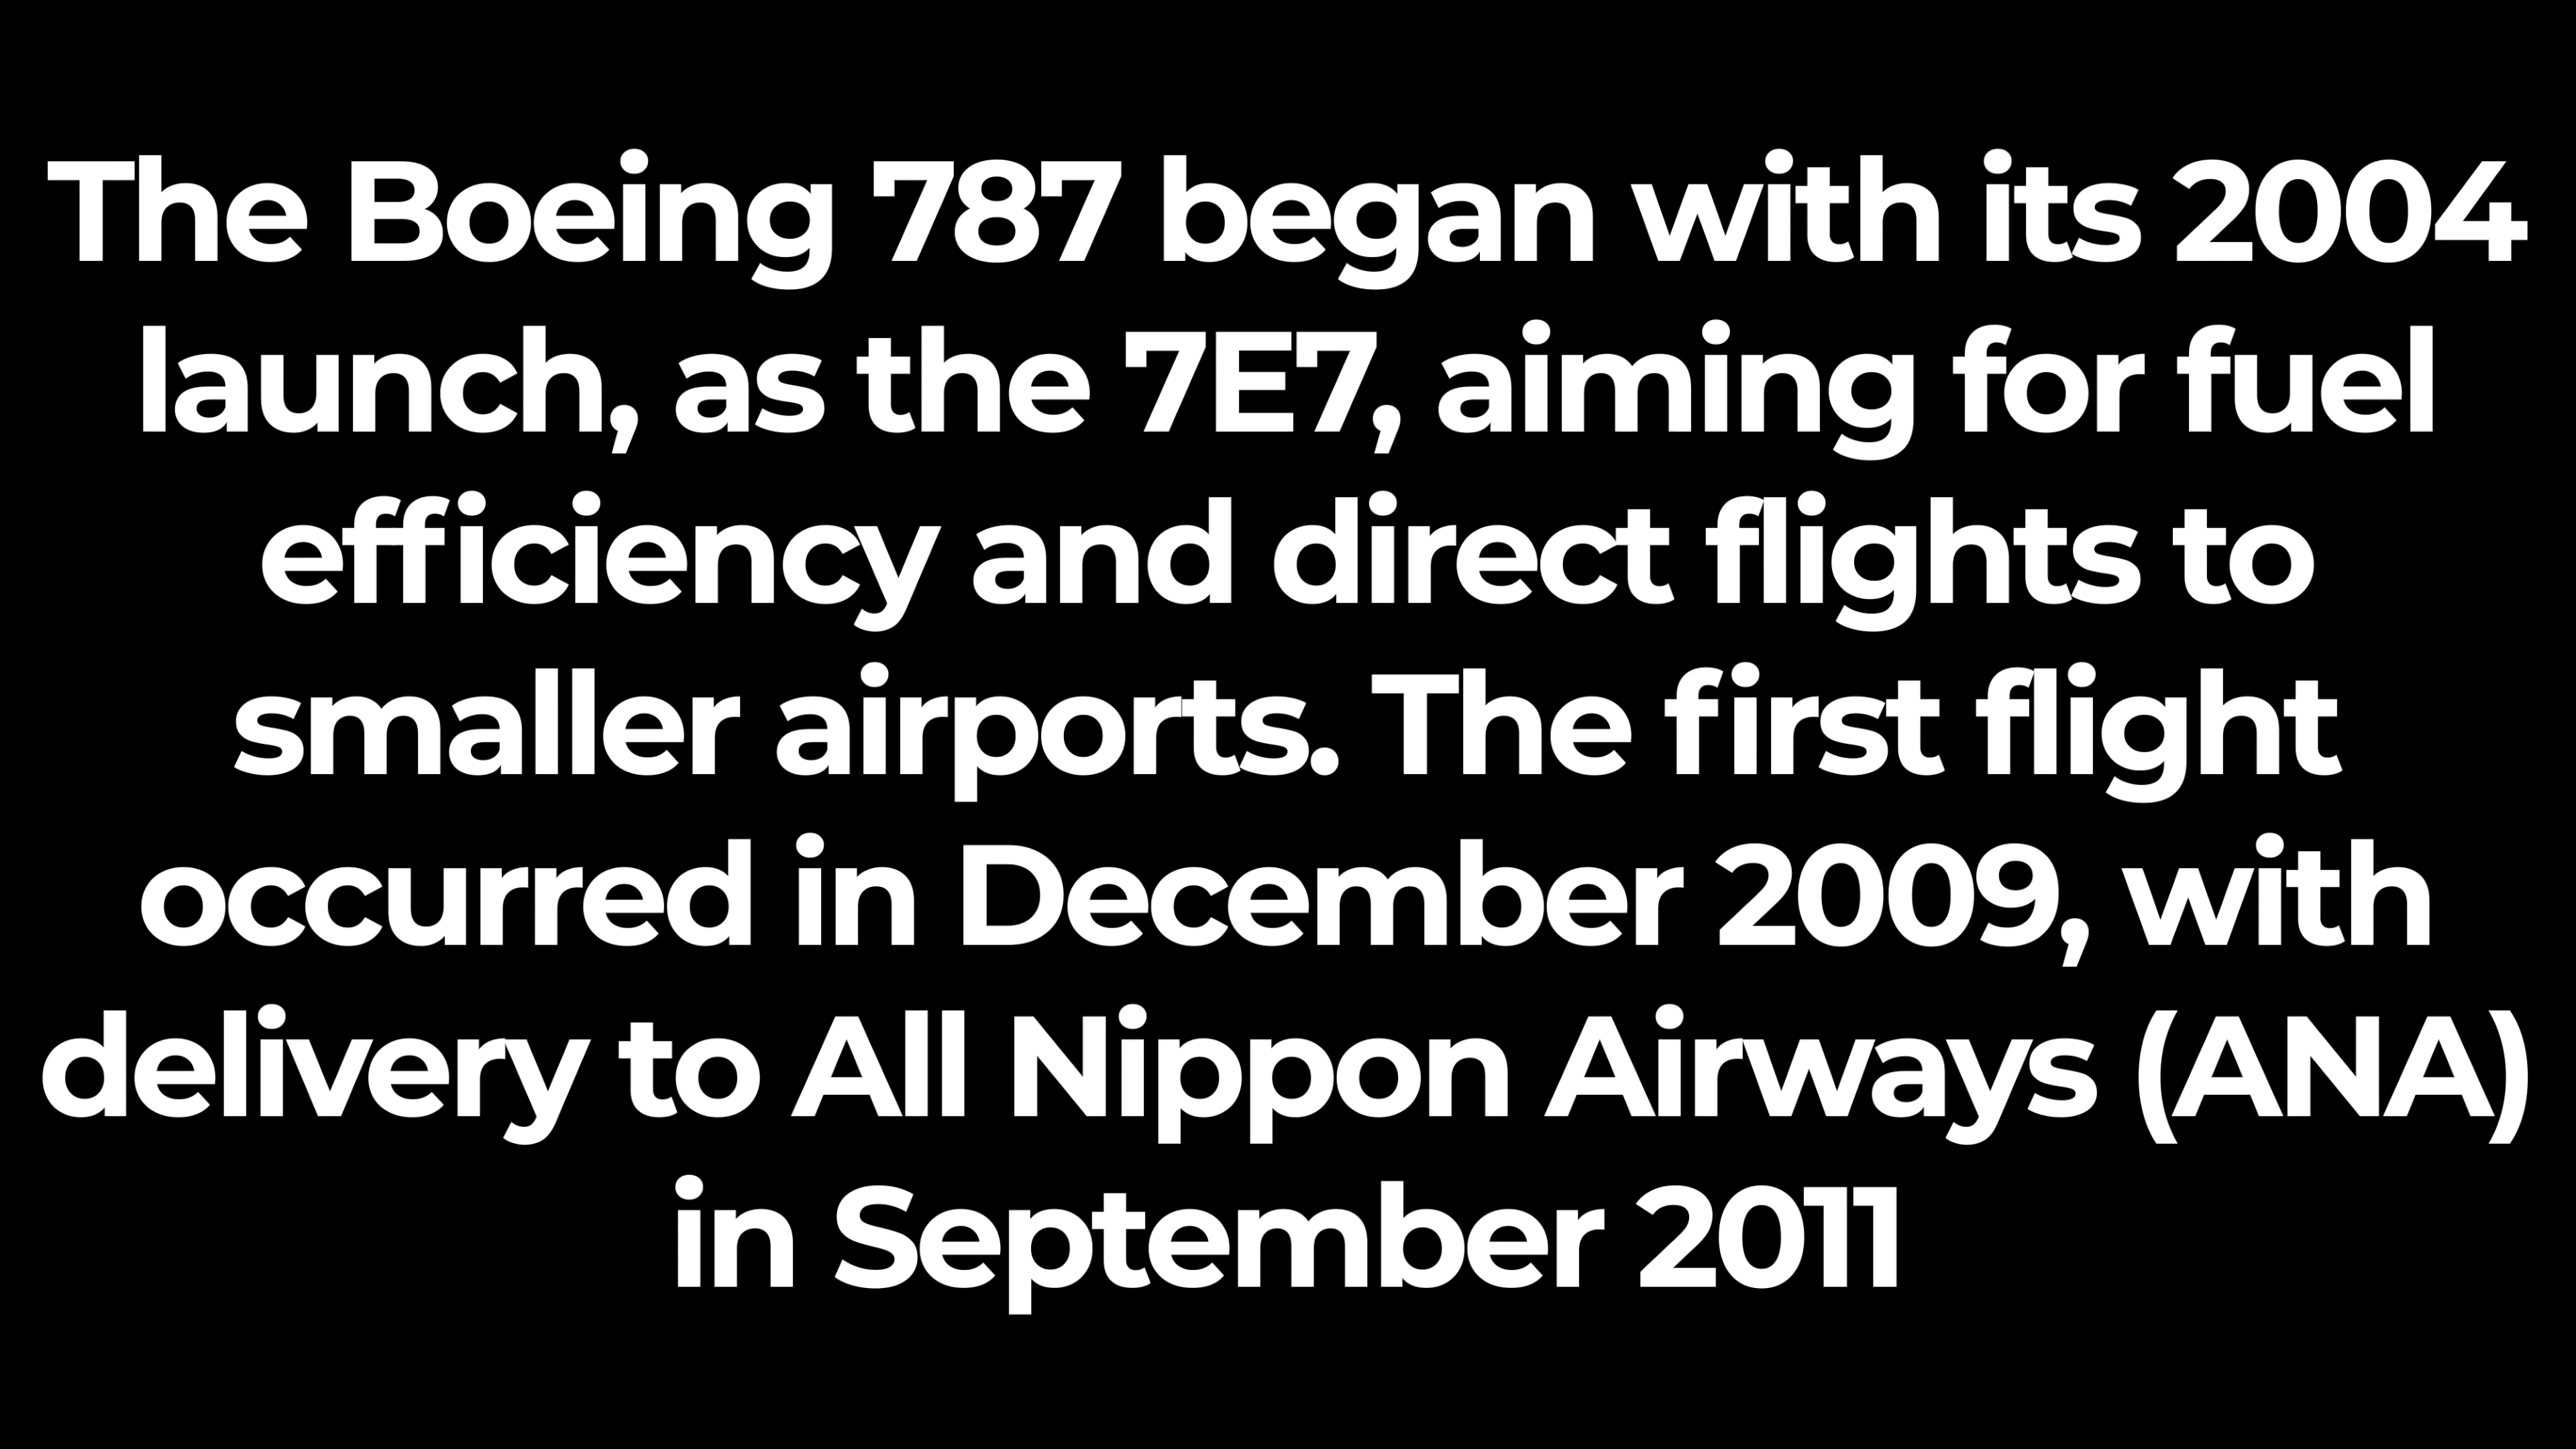 The Boeing 787 began with its 2004
launch, as the 7E7, aiming for fuel
efficiency and direct flights to
smaller airports. The first flight
occurred in December 2009, with
delivery to All Nippon Airways (ANA)
in September 2011